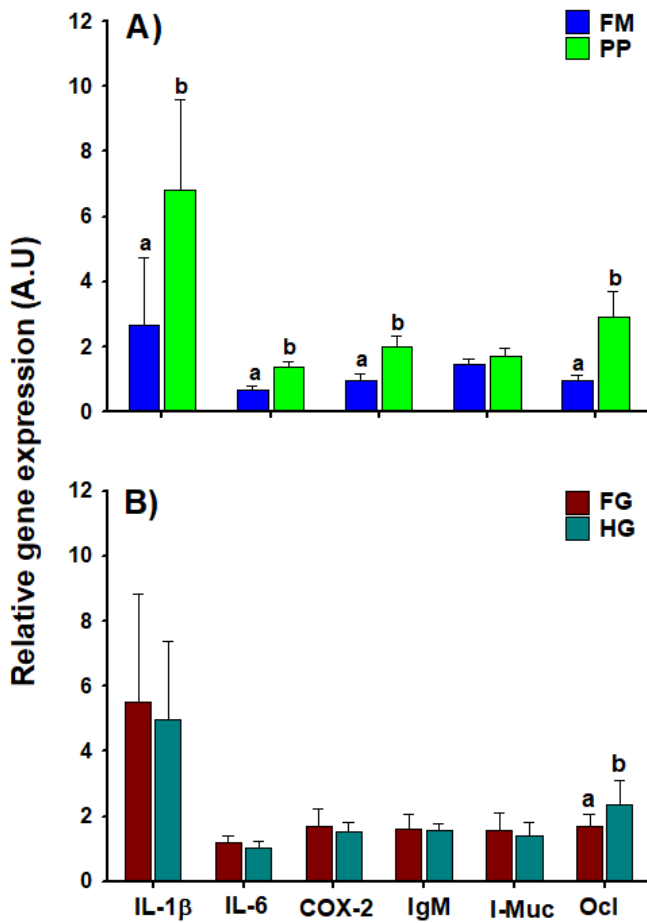 A)
FM
PP
12
10
8
6
4
2
0
a
b
a
b
a
b
a
b
Relative gene expression (A.U)
B)
FG
HG
12
10
8
6
4
2
0
a
b
IL-1β
IL-6
COX-2
IgM
I-Muc
Ocl